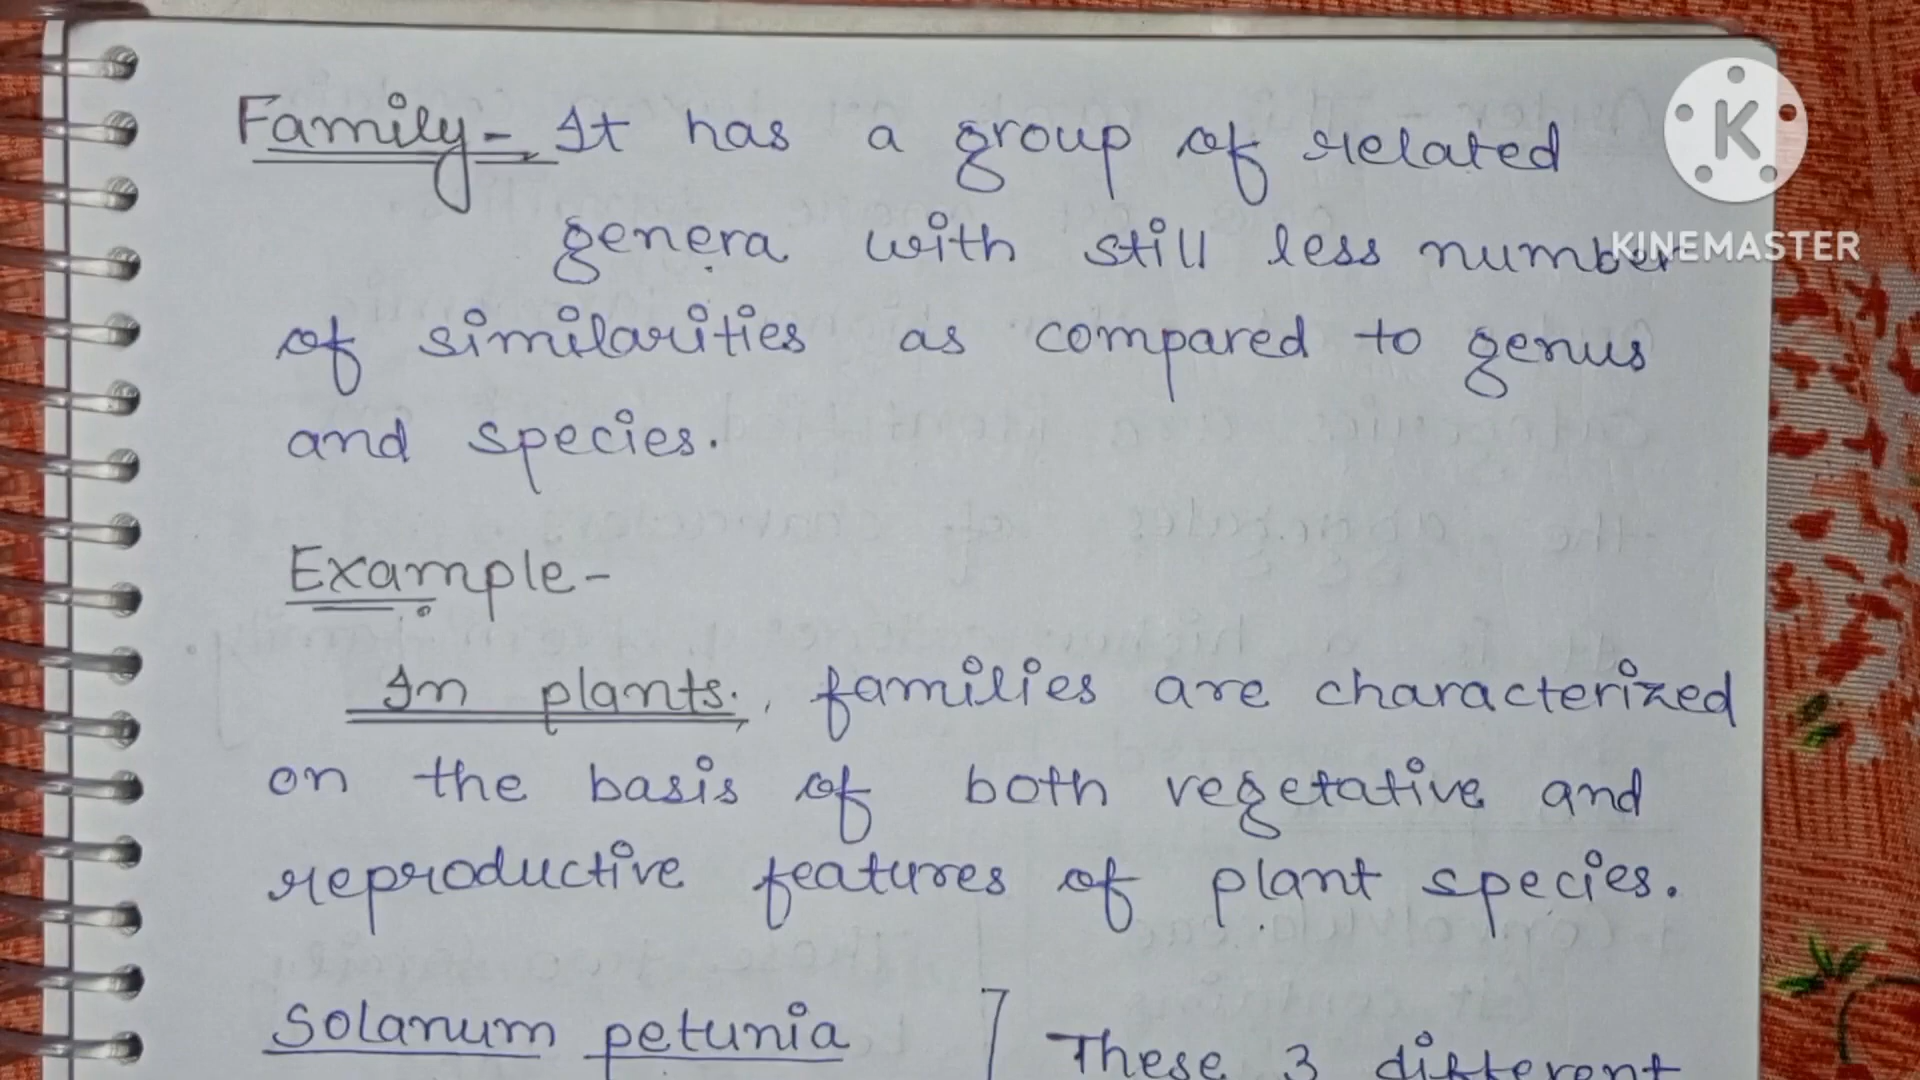 Family - It has a group of related
genera with still less number
of similarities as compared to genus
and species.
Example -
In plants, families are characterized
on the basis of both vegetative and
reproductive features of plant species.
Solanum petunia
These 3 different
K
KINEMASTER